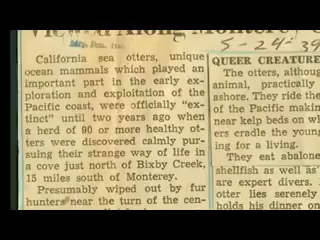 5-24-39
California sea otters, unique
ocean mammals which played an
important part in the early ex-
ploration and exploitation of the
Pacific coast, were officially "ex-
tinct" until two years ago when
a herd of 90 or more healthy ot-
ters were discovered calmly pur-
suing their strange way of life in
a cove just north of Bixby Creek,
15 miles south of Monterey.
Presumably wiped out by fur
hunters near the turn of the cen-
QUEER CREATURE
The otters, althou
animal, practically
ashore. They ride the
of the Pacific makin
near kelp beds on wh
ers cradle the young
ing for a living.
They eat abalone
shellfish as well as
are expert divers.
otter lies serenely
holds his dinner on